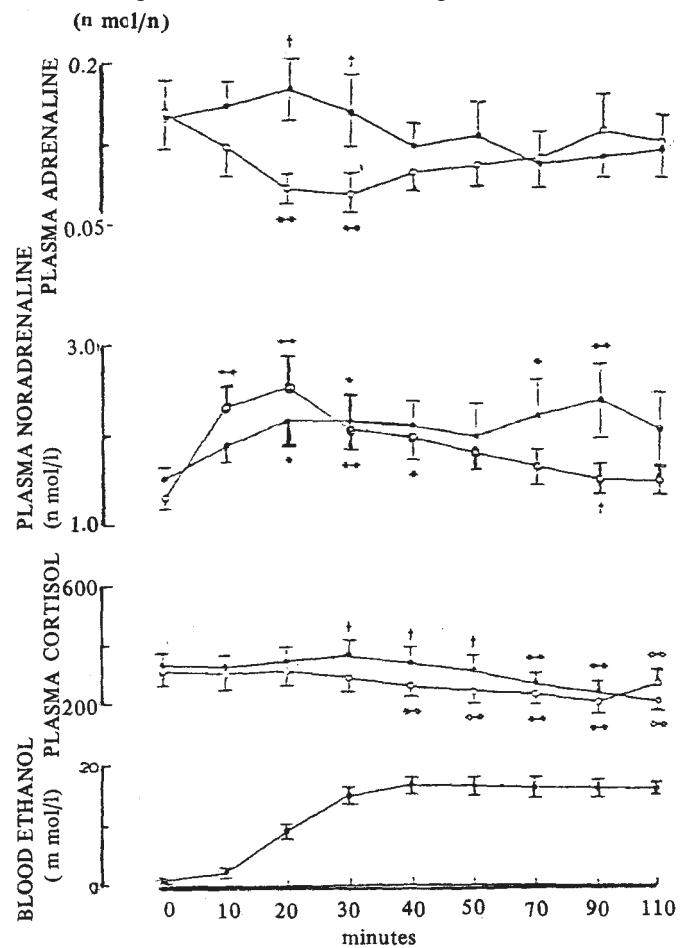 (n mol/n)
0.2
PLASMA ADRENALINE
0.05
3.0
PLASMA NORADRENALINE
(n mol/l)
1.0
600
PLASMA CORTISOL
200
20
BLOOD ETHANOL
( m mol/l)
0
0 10 20 30 40 50 70 90 110
minutes